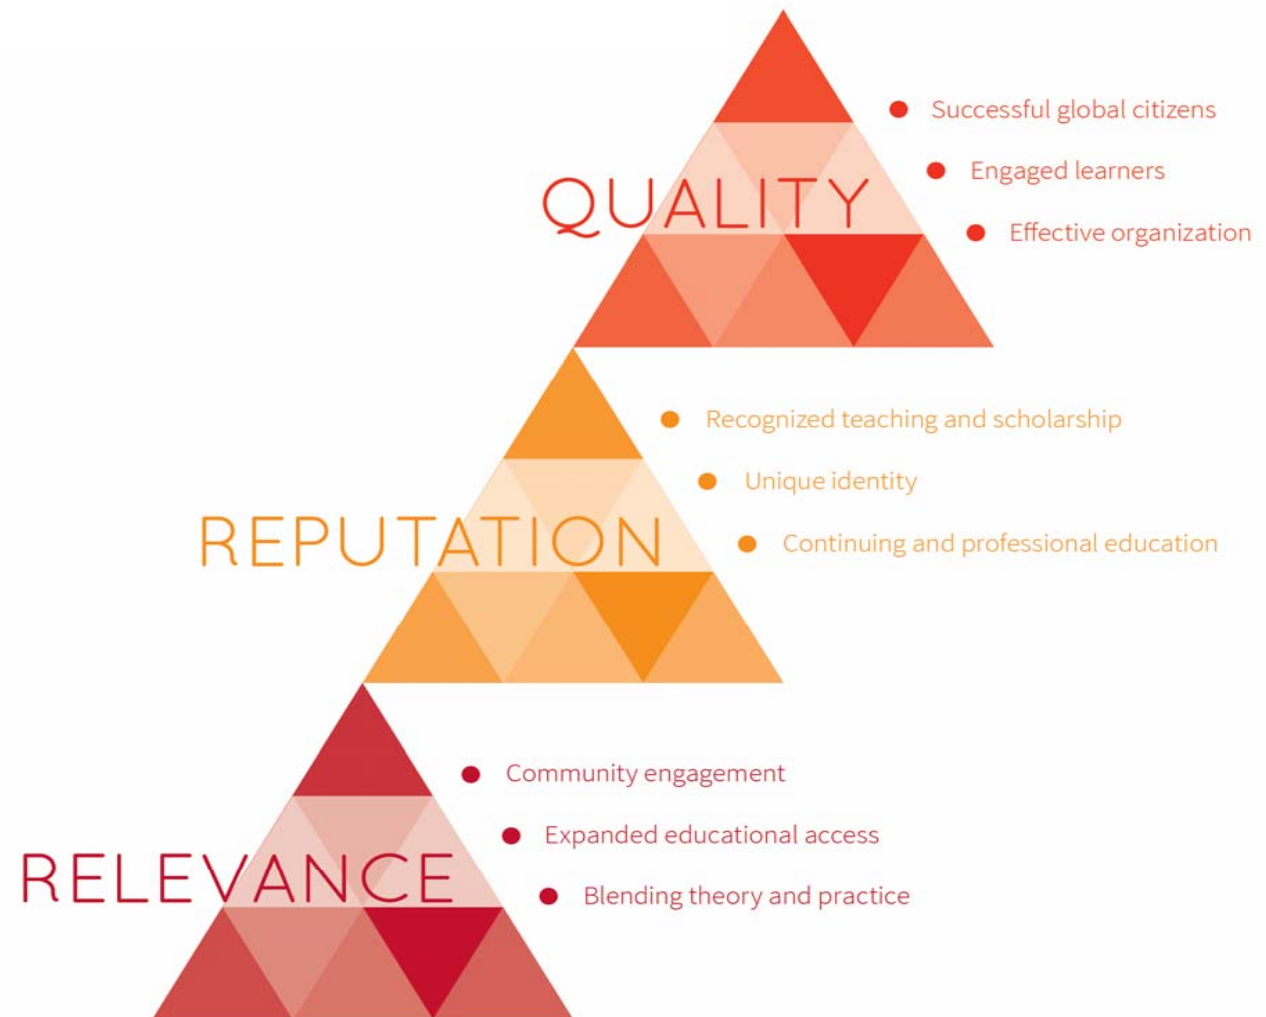 Successful global citizens
Engaged learners
QUALITY
Effective organization
Recognized teaching and scholarship
Unique identity
REPUTATION
Continuing and professional education
Community engagement
Expanded educational access
RELEVANCE
Blending theory and practice